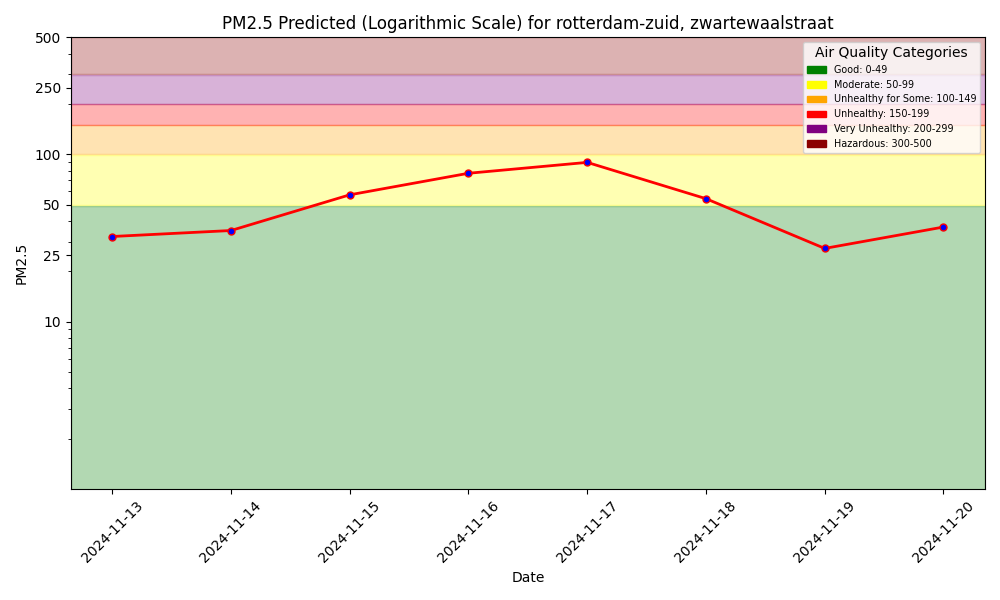 PM2.5 Predicted (Logarithmic Scale) for rotterdam-zuid, zwartewaalstraat
Air Quality Categories
Good: 0-49
Moderate: 50-99
Unhealthy for Some: 100-149
Unhealthy: 150-199
Very Unhealthy: 200-299
Hazardous: 300-500
500
250
100
50
25
10
PM2.5
2024-11-13
2024-11-14
2024-11-15
2024-11-16
2024-11-17
2024-11-18
2024-11-19
2024-11-20
Date